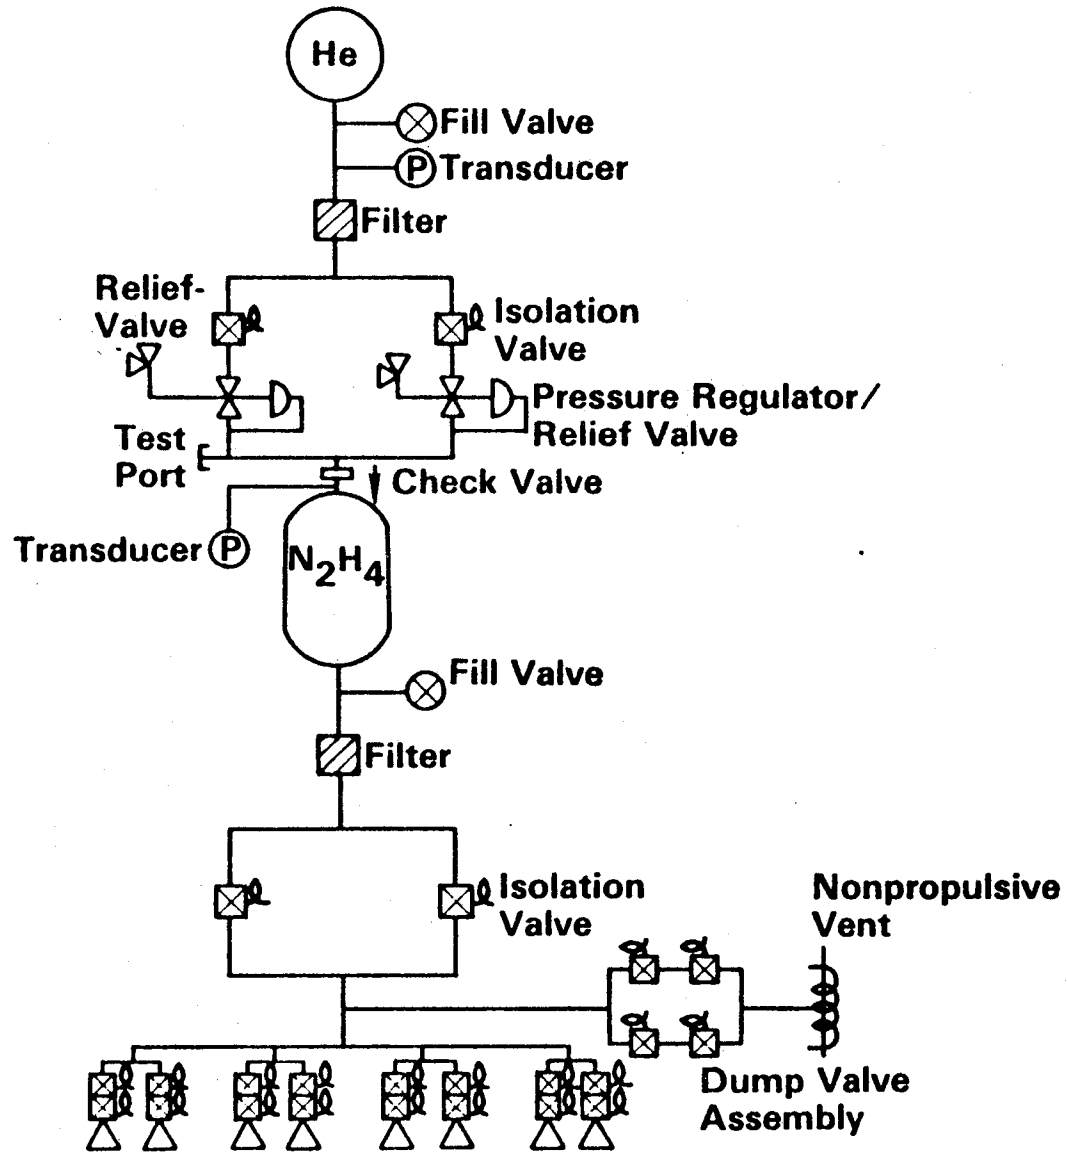 He
Fill Valve
P Transducer
Filter
Relief-
Valve
Isolation
Valve
Pressure Regulator/
Relief Valve
Test
Port
Check Valve
Transducer P
N2H4
Fill Valve
Filter
Isolation
Valve
Nonpropulsive
Vent
Dump Valve
Assembly